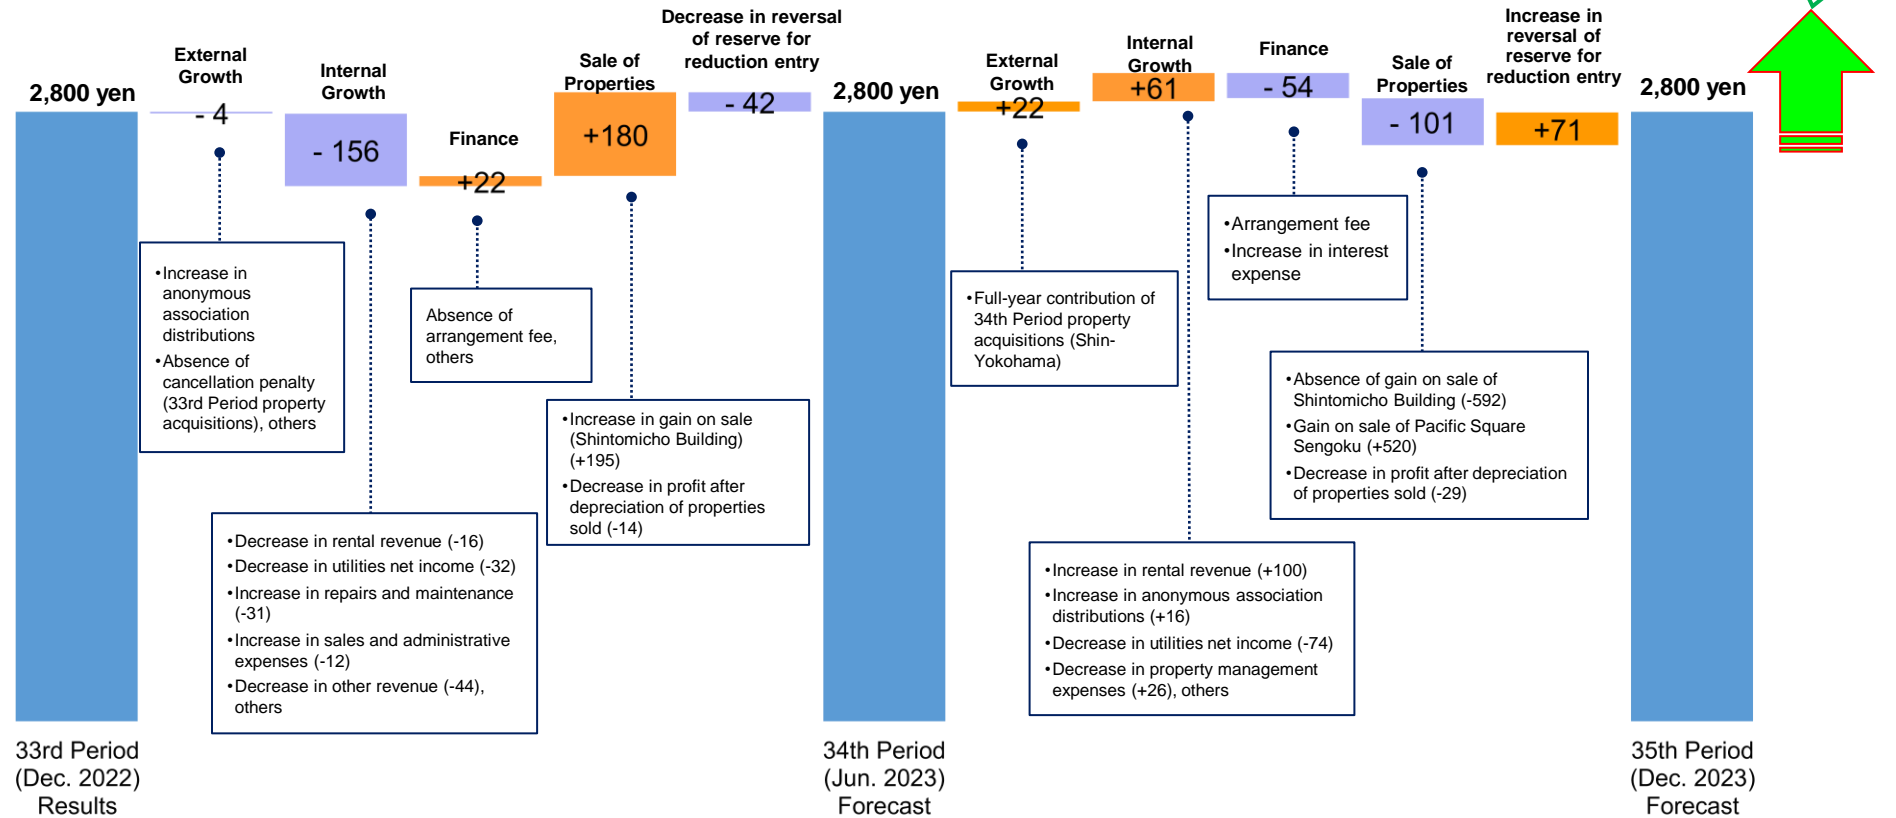 2,800 yen
External
Growth
- 4
Internal
Growth
- 156
Finance
+22
Sale of
Properties
+180
Decrease in reversal
of reserve for
reduction entry
- 42
2,800 yen
External
Growth
+22
Internal
Growth
+61
Finance
- 54
Sale of
Properties
- 101
Increase in
reversal of
reserve for
reduction entry
+71
2,800 yen
•Increase in
anonymous
association
distributions
•Absence of
cancellation penalty
(33rd Period property
acquisitions), others
•Decrease in rental revenue (-16)
•Decrease in utilities net income (-32)
•Increase in repairs and maintenance
(-31)
•Increase in sales and administrative
expenses (-12)
•Decrease in other revenue (-44),
others
Absence of
arrangement fee,
others
•Increase in gain on sale
(Shintomicho Building)
(+195)
•Decrease in profit after
depreciation of properties
sold (-14)
•Full-year contribution of
34th Period property
acquisitions (Shin-
Yokohama)
•Increase in rental revenue (+100)
•Increase in anonymous association
distributions (+16)
•Decrease in utilities net income (-74)
•Decrease in property management
expenses (+26), others
•Arrangement fee
•Increase in interest
expense
•Absence of gain on sale of
Shintomicho Building (-592)
•Gain on sale of Pacific Square
Sengoku (+520)
•Decrease in profit after depreciation
of properties sold (-29)
33rd Period
(Dec. 2022)
Results
34th Period
(Jun. 2023)
Forecast
35th Period
(Dec. 2023)
Forecast